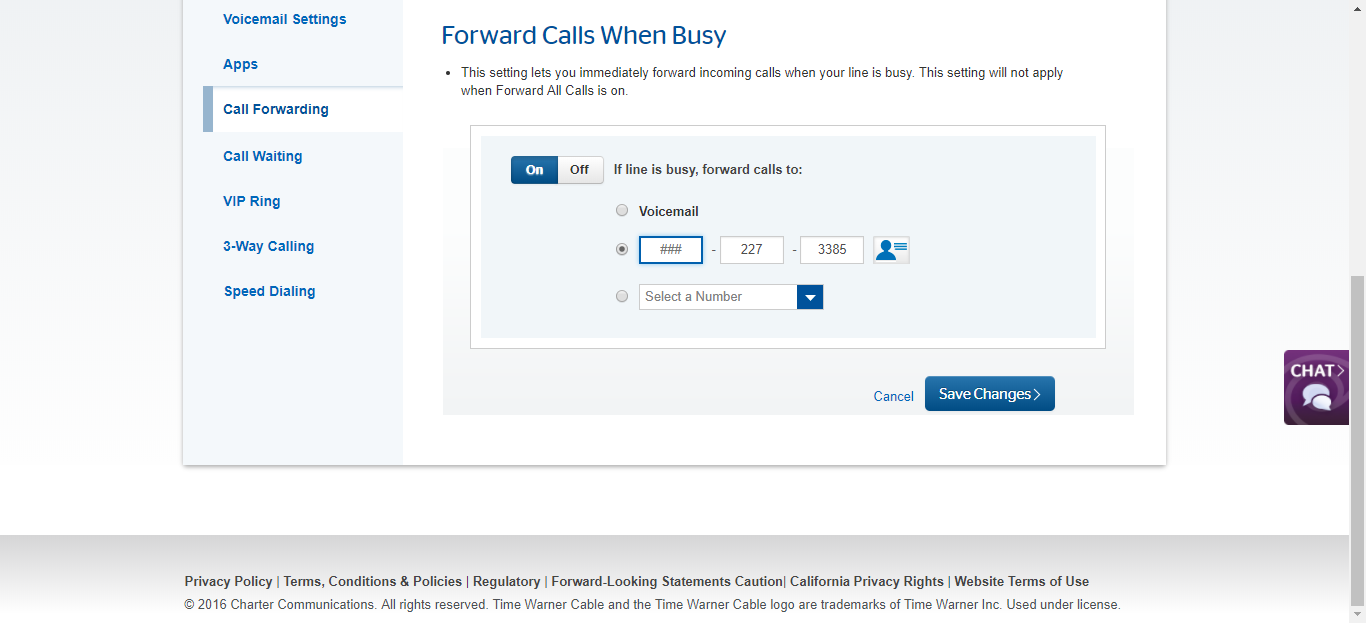 Voicemail Settings
Apps
Call Forwarding
Call Waiting
VIP Ring
3-Way Calling
Speed Dialing
Forward Calls When Busy
• This setting lets you immediately forward incoming calls when your line is busy. This setting will not apply
when Forward All Calls is on.
On Off If line is busy, forward calls to:
Voicemail
### - 227 - 3385
Select a Number
Cancel Save Changes >
CHAT >
Privacy Policy | Terms, Conditions & Policies | Regulatory | Forward-Looking Statements Caution| California Privacy Rights | Website Terms of Use
© 2016 Charter Communications. All rights reserved. Time Warner Cable and the Time Warner Cable logo are trademarks of Time Warner Inc. Used under license.